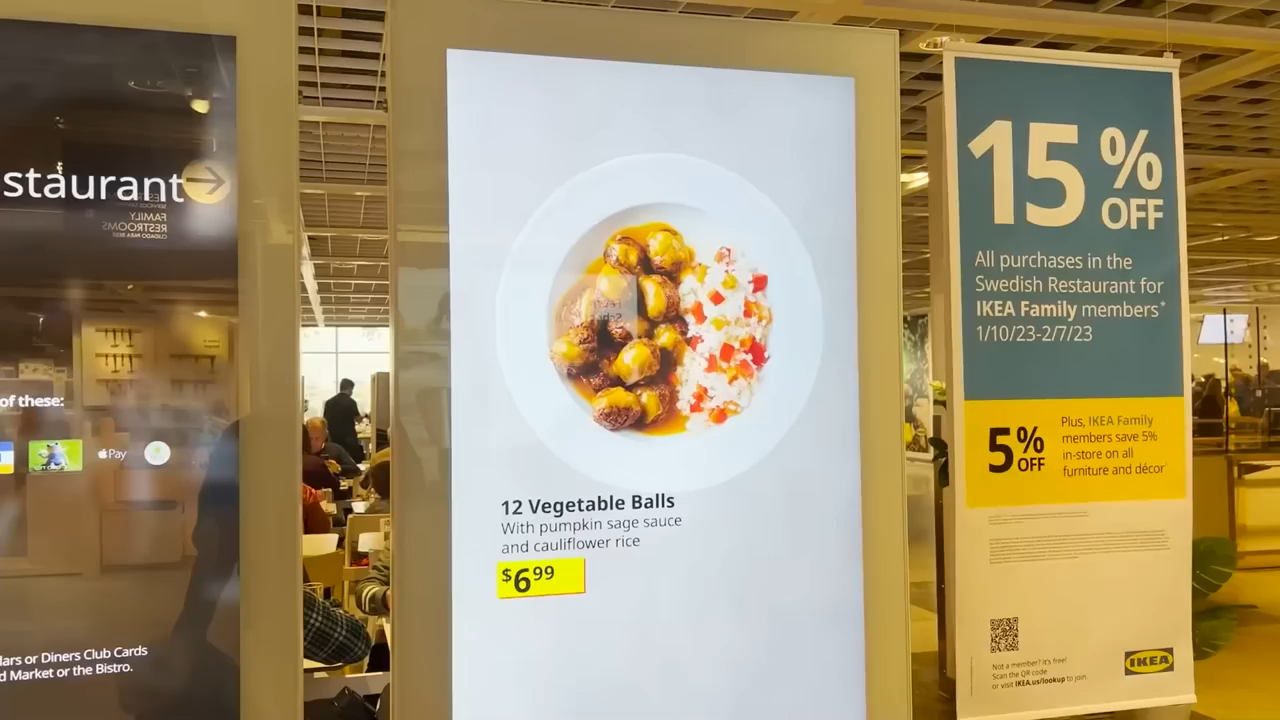 staurant
FAMILY
RESTROOMS
of these:
Pay
lars or Diners Club Cards
d Market or the Bistro.
12 Vegetable Balls
With pumpkin sage sauce
and cauliflower rice
$6 99
15% OFF
All purchases in the
Swedish Restaurant for
IKEA Family members*
1/10/23-2/7/23
5% OFF
Plus, IKEA Family
members save 5%
in-store on all
furniture and décor
Not a member? It's free!
Scan the QR code
or visit IKEA.us/lookup to join.
IKEA